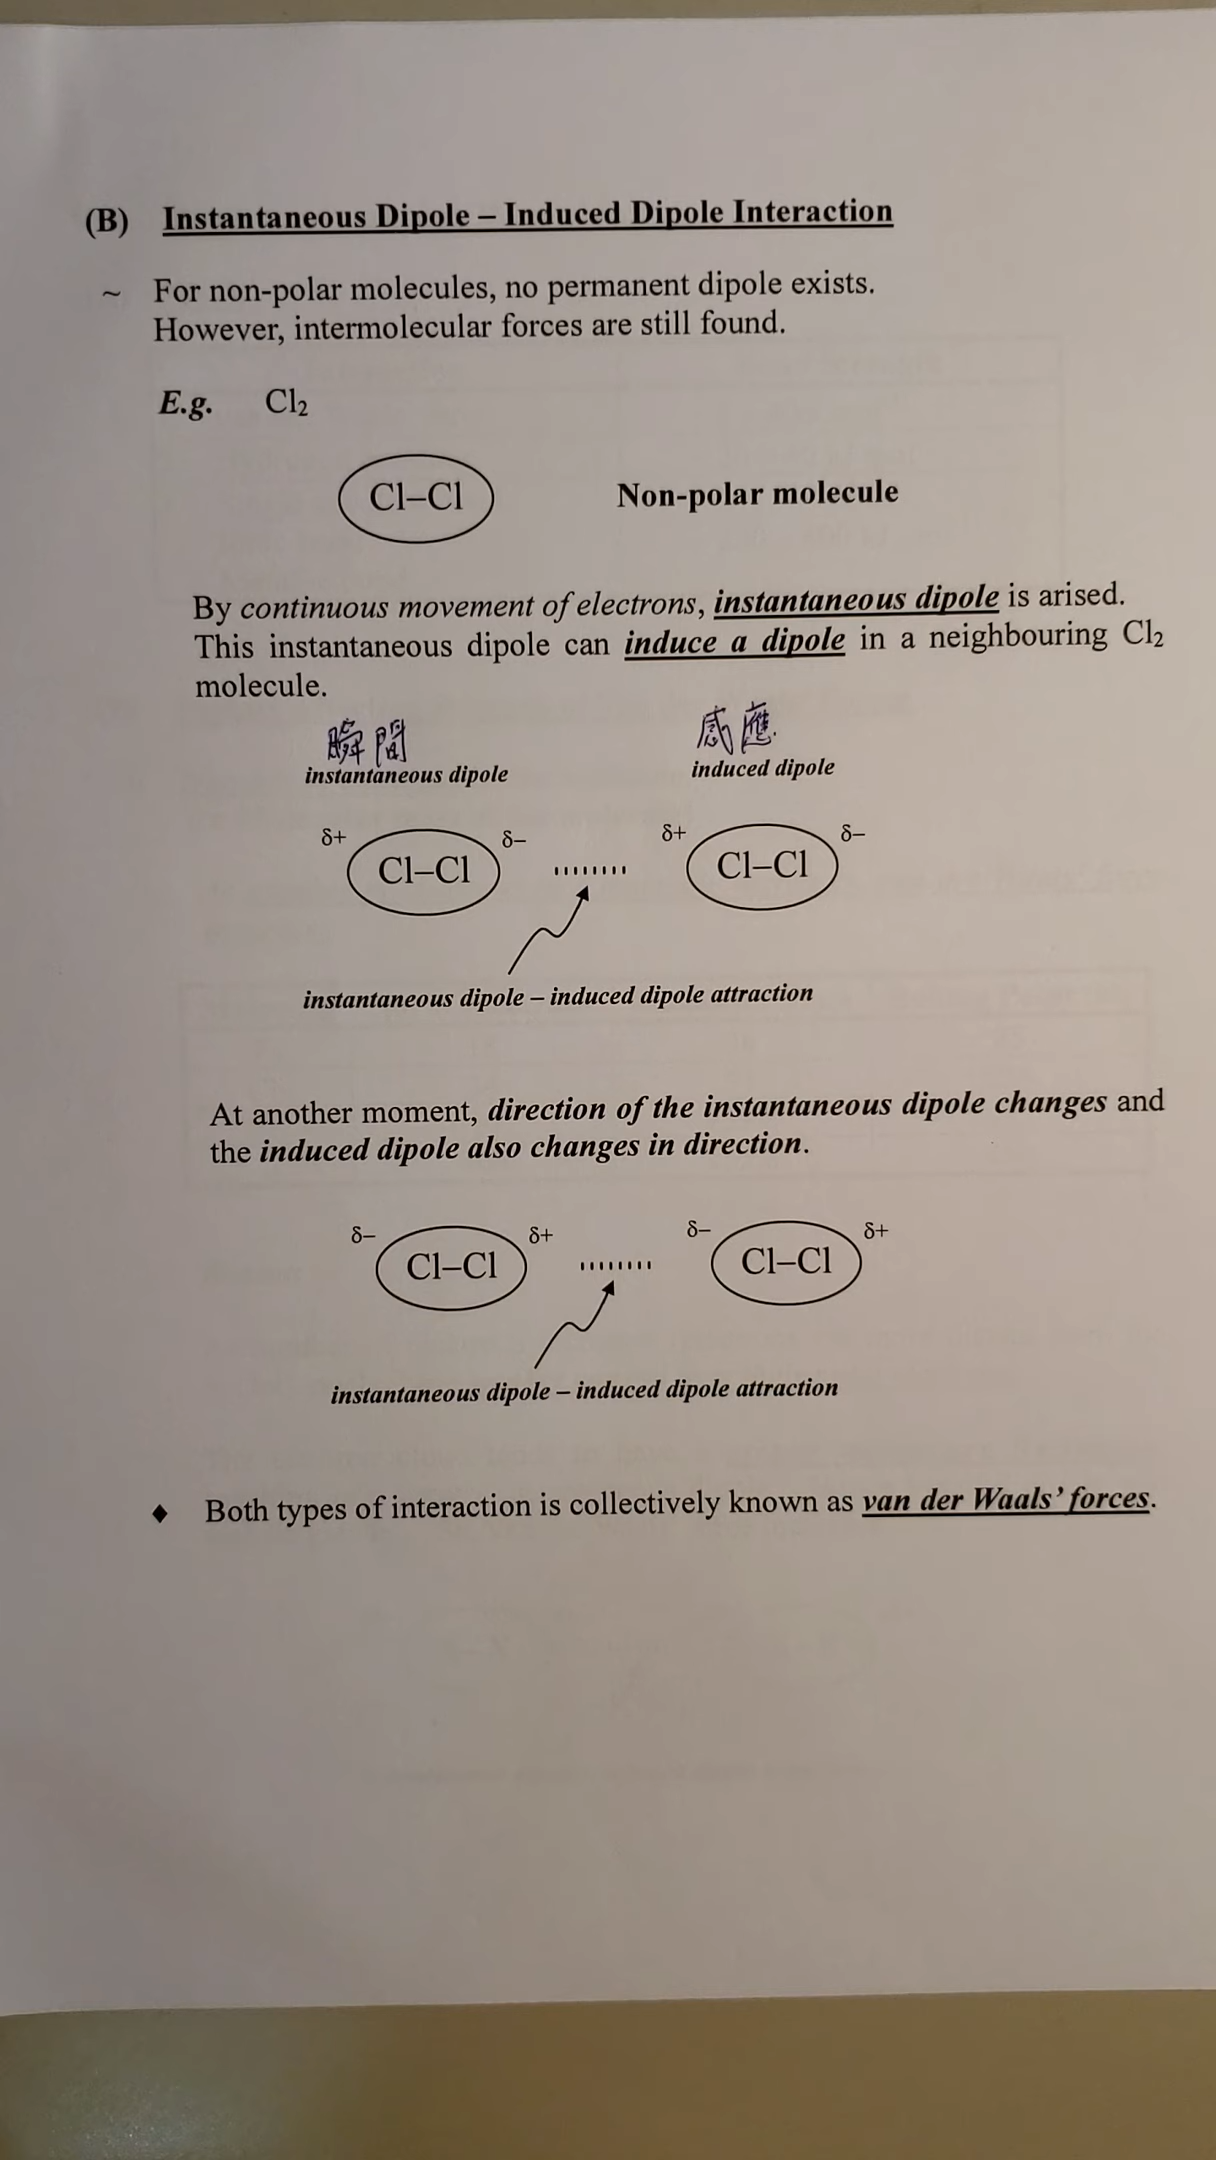 (B) Instantaneous Dipole – Induced Dipole Interaction
~ For non-polar molecules, no permanent dipole exists.
However, intermolecular forces are still found.
E.g. Cl₂
Cl–Cl Non-polar molecule
By continuous movement of electrons, instantaneous dipole is arised.
This instantaneous dipole can induce a dipole in a neighbouring Cl₂
molecule.
瞬間 感應
instantaneous dipole induced dipole
δ+ δ– δ+ δ–
Cl–Cl Cl–Cl
instantaneous dipole – induced dipole attraction
At another moment, direction of the instantaneous dipole changes and
the induced dipole also changes in direction.
δ– δ+ δ– δ+
Cl–Cl Cl–Cl
instantaneous dipole – induced dipole attraction
♦ Both types of interaction is collectively known as van der Waals' forces.